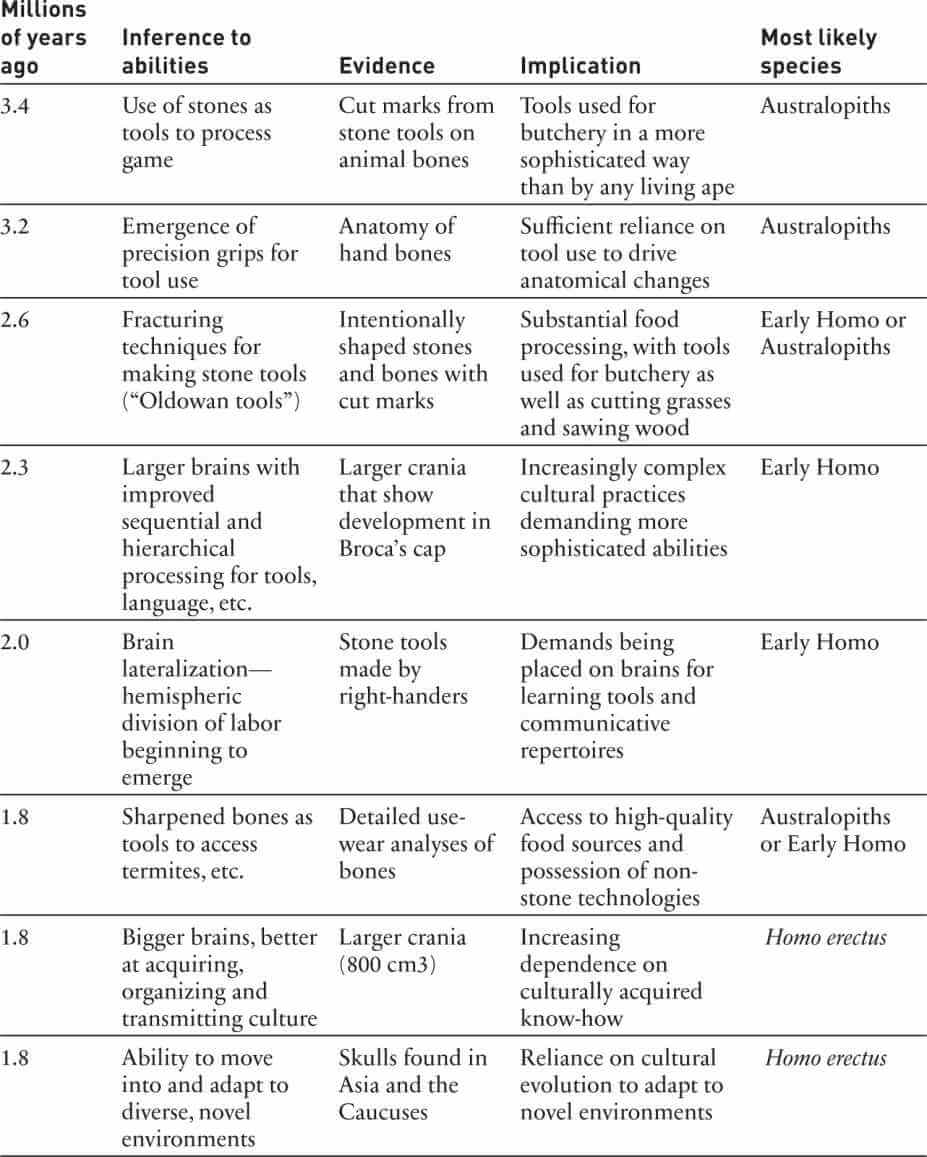 Millions
of years
ago
Inference to
abilities
Evidence
Implication
Most likely
species
3.4
Use of stones as
tools to process
game
Cut marks from
stone tools on
animal bones
Tools used for
butchery in a more
sophisticated way
than by any living ape
Australopiths
3.2
Emergence of
precision grips for
tool use
Anatomy of
hand bones
Sufficient reliance on
tool use to drive
anatomical changes
Australopiths
2.6
Fracturing
techniques for
making stone tools
(“Oldowan tools”)
Intentionally
shaped stones
and bones with
cut marks
Substantial food
processing, with tools
used for butchery as
well as cutting grasses
and sawing wood
Early Homo or
Australopiths
2.3
Larger brains with
improved
sequential and
hierarchical
processing for tools,
language, etc.
Larger crania
that show
development in
Broca’s cap
Increasingly complex
cultural practices
demanding more
sophisticated abilities
Early Homo
2.0
Brain
lateralization—
hemispheric
division of labor
beginning to
emerge
Stone tools
made by
right-handers
Demands being
placed on brains for
learning tools and
communicative
repertoires
Early Homo
1.8
Sharpened bones as
tools to access
termites, etc.
Detailed use-
wear analyses of
bones
Access to high-quality
food sources and
possession of non-
stone technologies
Australopiths
or Early Homo
1.8
Bigger brains, better
at acquiring,
organizing and
transmitting culture
Larger crania
(800 cm3)
Increasing
dependence on
culturally acquired
know-how
Homo erectus
1.8
Ability to move
into and adapt to
diverse, novel
environments
Skulls found in
Asia and the
Caucuses
Reliance on cultural
evolution to adapt to
novel environments
Homo erectus